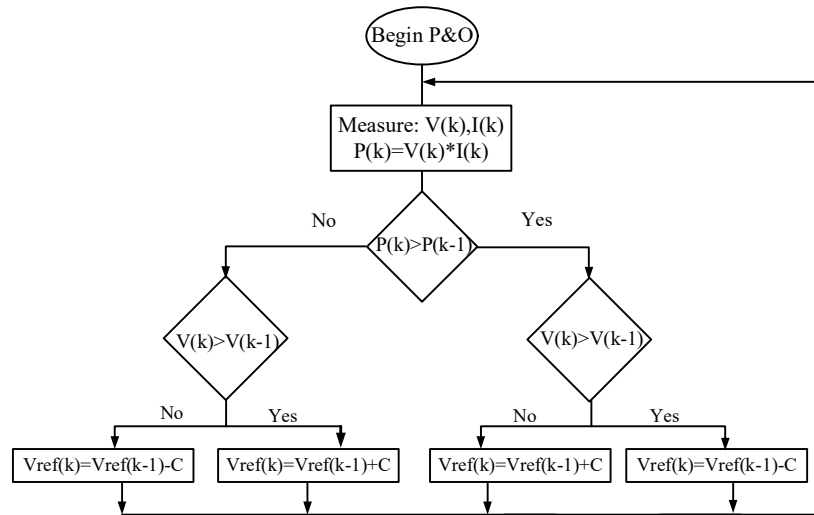 Begin P&O
Measure: V(k),I(k)
P(k)=V(k)*I(k)
No
Yes
P(k)>P(k-1)
V(k)>V(k-1)
V(k)>V(k-1)
No
Yes
No
Yes
Vref(k)=Vref(k-1)-C
Vref(k)=Vref(k-1)+C
Vref(k)=Vref(k-1)+C
Vref(k)=Vref(k-1)-C